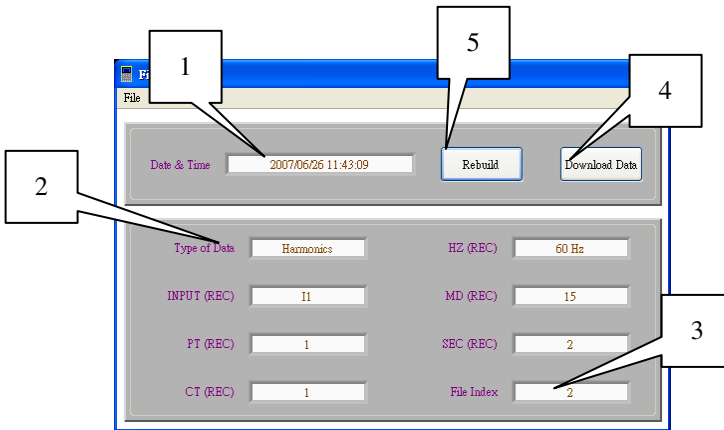 5
1
4
File
Date & Time 2007/06/26 11:43:09 Rebuild Download Data
2
Type of Data Harmonics HZ (REC) 60 Hz
INPUT (REC) I1 MD (REC) 15
3
PT (REC) 1 SEC (REC) 2
CT (REC) 1 File Index 2